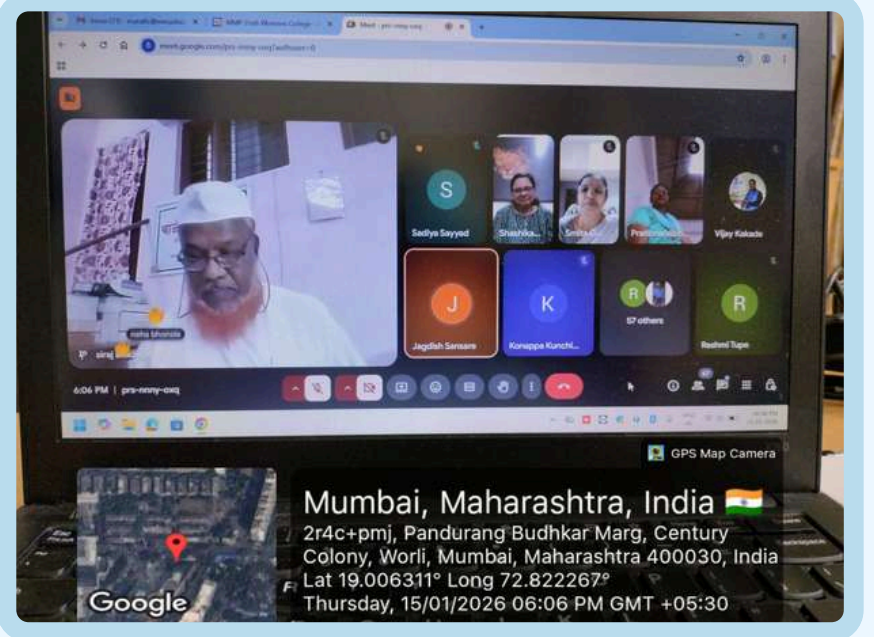 meet.google.com/prs-nnny-oxq?authuser=0
S
Sadiya Sayyed
Shashika...
Vijay Kakade
J
Jagdish Sansare
K
Konappa Kunchi...
R
57 others
R
Rashmi Tupe
neha bhonsle
siraj
6:06 PM | prs-nnny-oxq
GPS Map Camera
Mumbai, Maharashtra, India
2r4c+pmj, Pandurang Budhkar Marg, Century
Colony, Worli, Mumbai, Maharashtra 400030, India
Lat 19.006311° Long 72.822267°
Thursday, 15/01/2026 06:06 PM GMT +05:30
Google